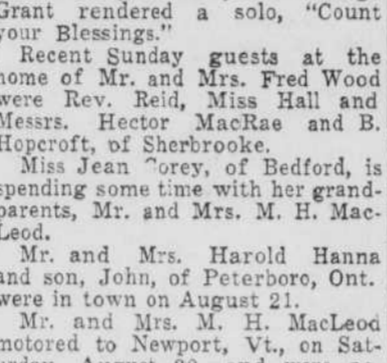 Grant rendered a solo, "Count
your Blessings."
Recent Sunday guests at the
home of Mr. and Mrs. Fred Wood
were Rev. Reid, Miss Hall and
Messrs. Hector MacRae and B.
Hopcroft, of Sherbrooke.
Miss Jean Corey, of Bedford, is
spending some time with her grand-
parents, Mr. and Mrs. M. H. Mac-
Leod.
Mr. and Mrs. Harold Hanna
and son, John, of Peterboro, Ont.
were in town on August 21.
Mr. and Mrs. M. H. MacLeod
motored to Newport, Vt., on Sat-